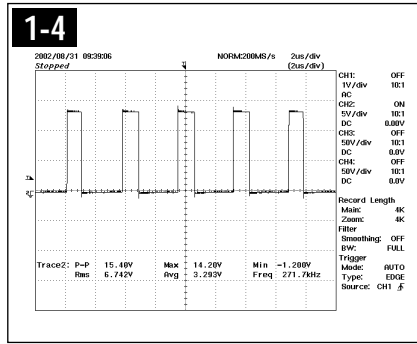 1-4
2002/08/31 09:39:06 NORM:200MS/s 2us/div
Stopped (2us/div)
CH1: OFF
1V/div 10:1
AC
CH2: ON
5V/div 10:1
DC 0.00V
CH3: OFF
50V/div 10:1
DC 0.0V
CH4: OFF
50V/div 10:1
DC 0.0V
Record Length
Main: 4K
Zoom: 4K
Filter
Smoothing: OFF
BW: FULL
Trigger
Mode: AUTO
Type: EDGE
Source: CH1
Trace2: P-P 15.40V Max 14.20V Min -1.200V
Rms 6.742V Avg 3.293V Freq 271.7kHz